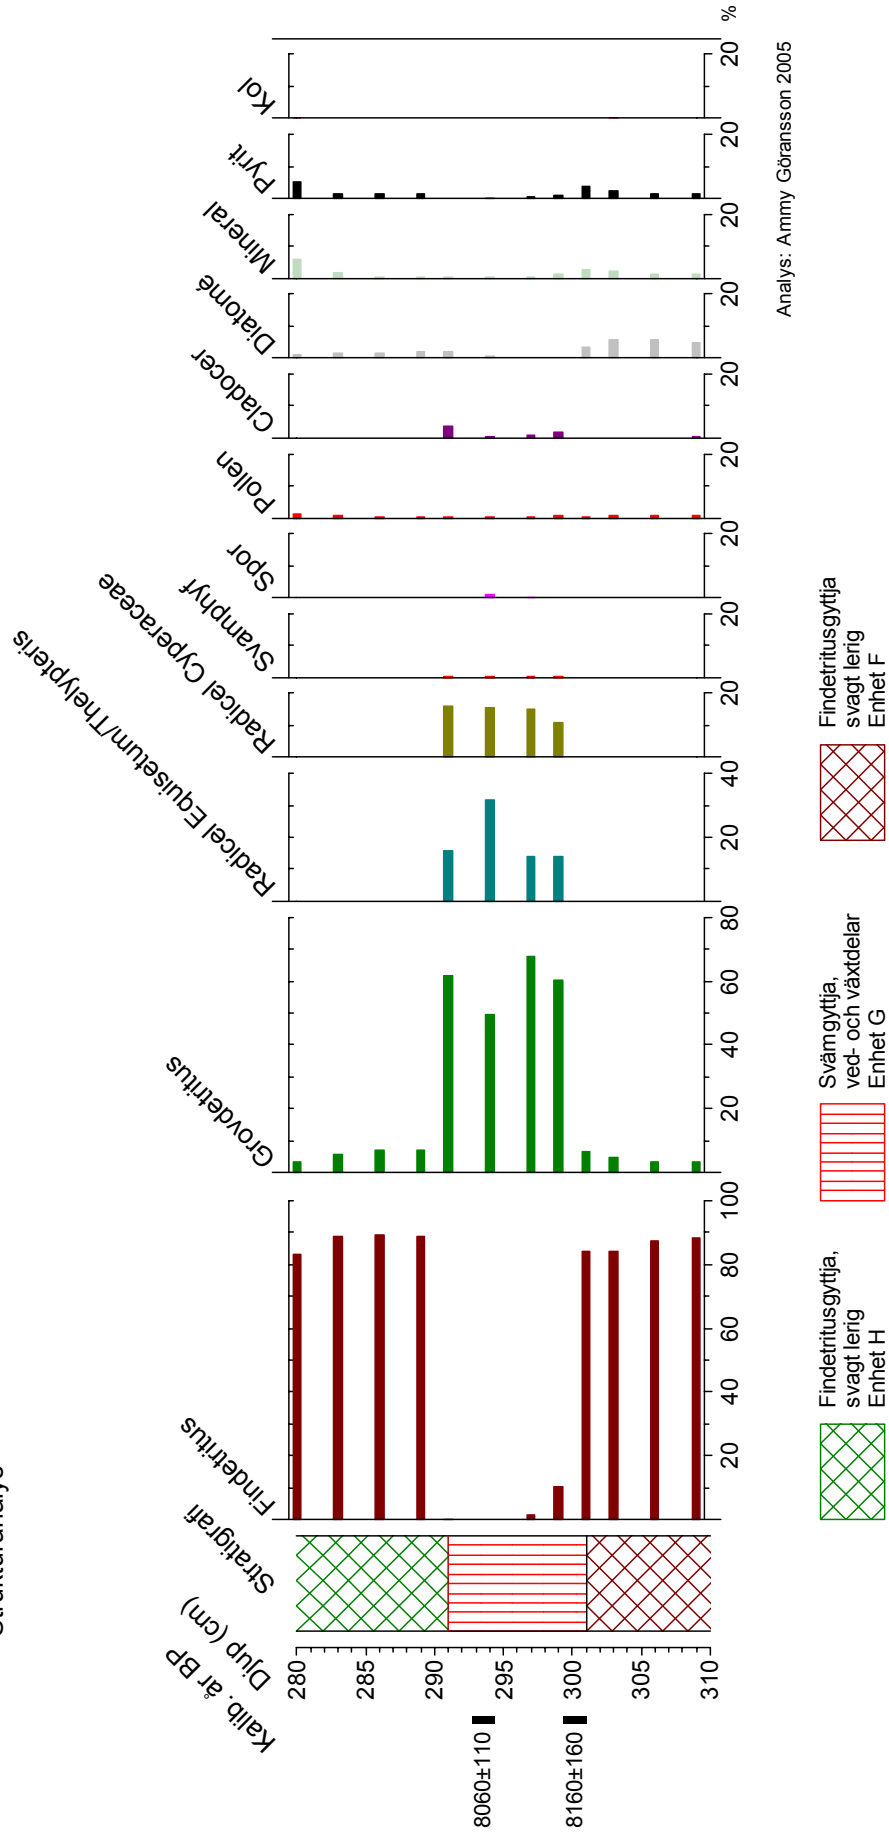 Strukturanalys
Kalib. år BP
Djup (cm)
Stratigrafi
Findetritus
Grovdetritus
Radicel Equisetum/Thelypteris
Radicel Cyperaceae
Svamphyf
Spor
Pollen
Cladocer
Diatomé
Mineral
Pyrit
Kol
8060±110
8160±160
280
285
290
295
300
305
310
20 40 60 80 100
20 40 60 80
20 40
20
20
20
20
20
20
20
20
20
%
Analys: Ammy Göransson 2005
Findetritusgyttja,
svagt lerig
Enhet H
Svämgyttja,
ved- och växtdelar
Enhet G
Findetritusgyttja
svagt lerig
Enhet F